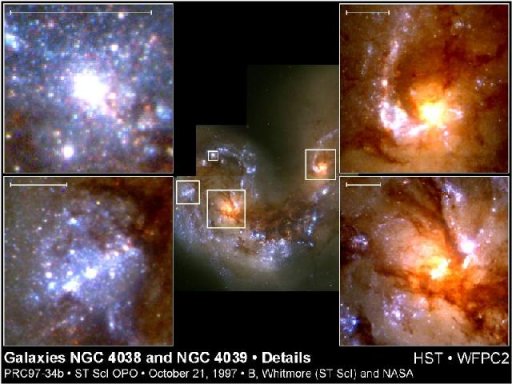 Galaxies NGC 4038 and NGC 4039 • Details
HST • WFPC2
PRC97-34b • ST ScI OPO • October 21, 1997 • B. Whitmore (ST ScI) and NASA